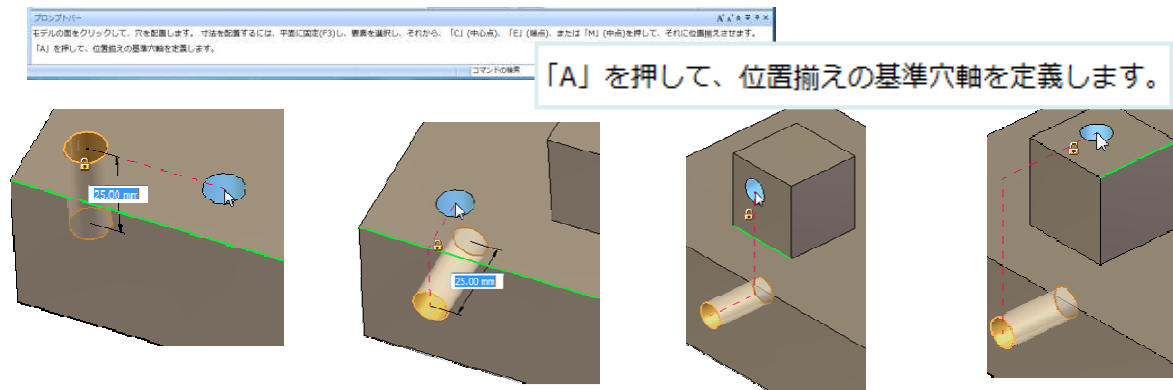 プロンプトバー
モデルの面をクリックして、穴を配置します。 寸法を配置するには、平面に固定(F3)し、要素を選択し、それから、「C」(中心点)、「E」(端点)、または「M」(中点)を押して、それに位置揃えさせます。
「A」を押して、位置揃えの基準穴軸を定義します。
コマンドの検索
「A」を押して、位置揃えの基準穴軸を定義します。
25.00 mm
25.00 mm